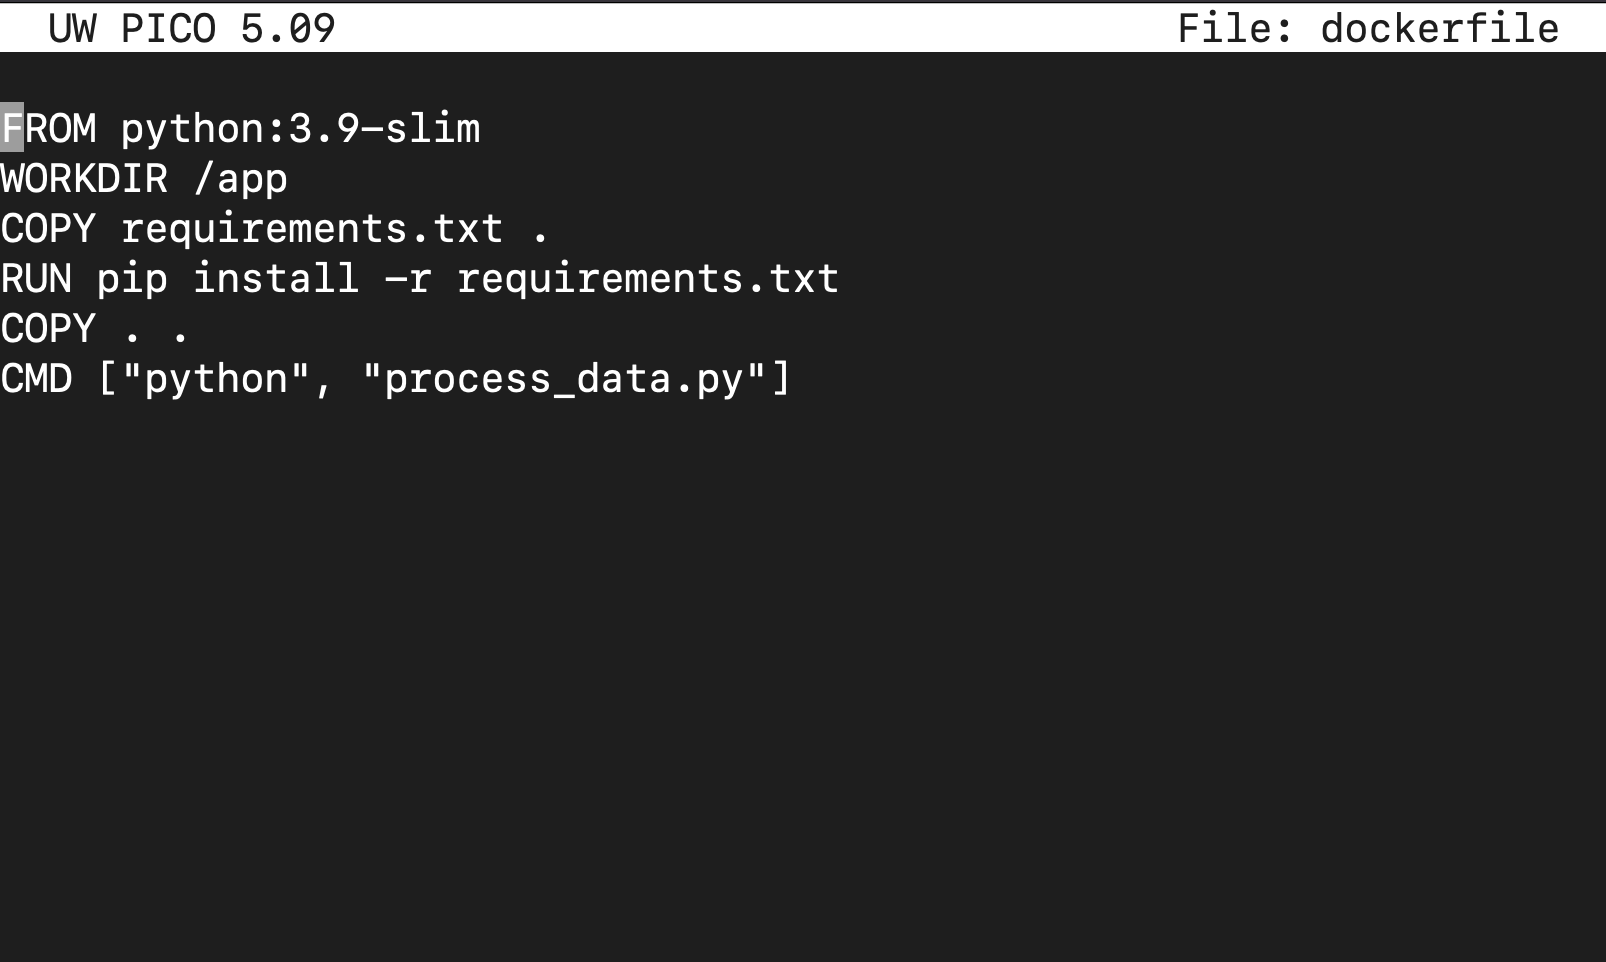 UW PICO 5.09 File: dockerfile
FROM python:3.9-slim
WORKDIR /app
COPY requirements.txt .
RUN pip install -r requirements.txt
COPY . .
CMD ["python", "process_data.py"]